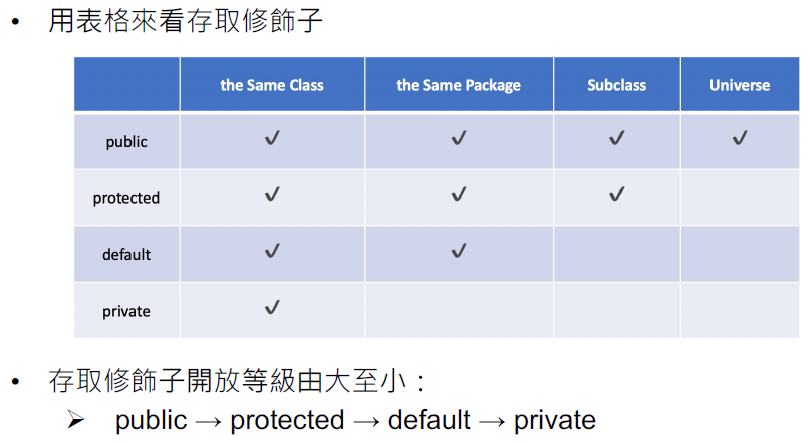 • 用表格來看存取修飾子
the Same Class the Same Package Subclass Universe
public ✓ ✓ ✓ ✓
protected ✓ ✓ ✓
default ✓ ✓
private ✓
• 存取修飾子開放等級由大至小：
➢ public → protected → default → private